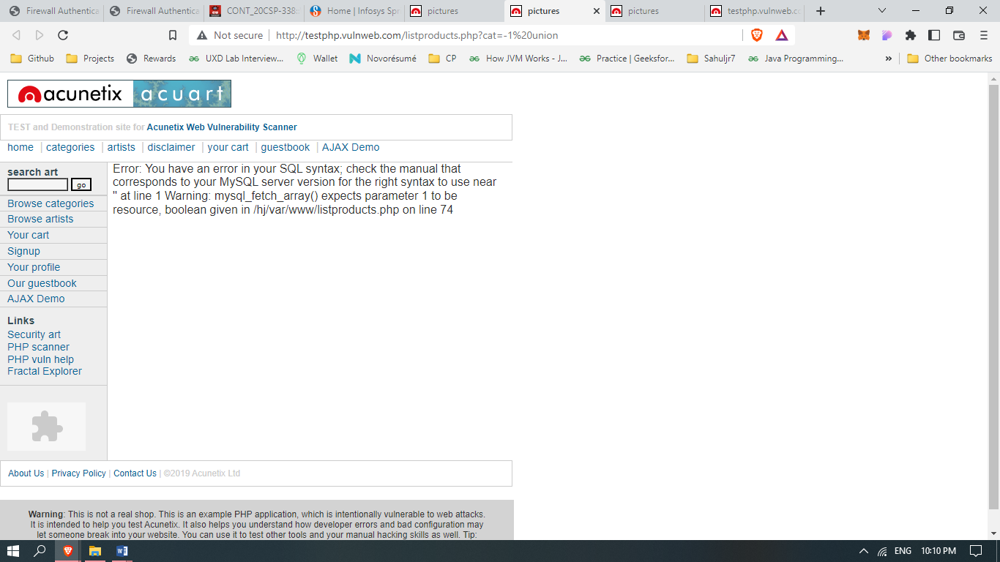 Firewall Authentica
Firewall Authentica
CONT_20CSP-338:
Home | Infosys Spr
pictures
pictures
pictures
testphp.vulnweb.co
Not secure
http://testphp.vulnweb.com/listproducts.php?cat=-1%20union
Github
Projects
Rewards
UXD Lab Interview...
Wallet
Novorésumé
CP
How JVM Works - J...
Practice | Geeksfor...
Sahuljr7
Java Programming...
»
Other bookmarks
acunetix acuart
TEST and Demonstration site for Acunetix Web Vulnerability Scanner
home | categories | artists | disclaimer | your cart | guestbook | AJAX Demo
search art
go
Browse categories
Browse artists
Your cart
Signup
Your profile
Our guestbook
AJAX Demo
Links
Security art
PHP scanner
PHP vuln help
Fractal Explorer
Error: You have an error in your SQL syntax; check the manual that
corresponds to your MySQL server version for the right syntax to use near
'' at line 1 Warning: mysql_fetch_array() expects parameter 1 to be
resource, boolean given in /hj/var/www/listproducts.php on line 74
About Us | Privacy Policy | Contact Us | ©2019 Acunetix Ltd
Warning: This is not a real shop. This is an example PHP application, which is intentionally vulnerable to web attacks.
It is intended to help you test Acunetix. It also helps you understand how developer errors and bad configuration may
let someone break into your website. You can use it to test other tools and your manual hacking skills as well. Tip:
ENG
10:10 PM